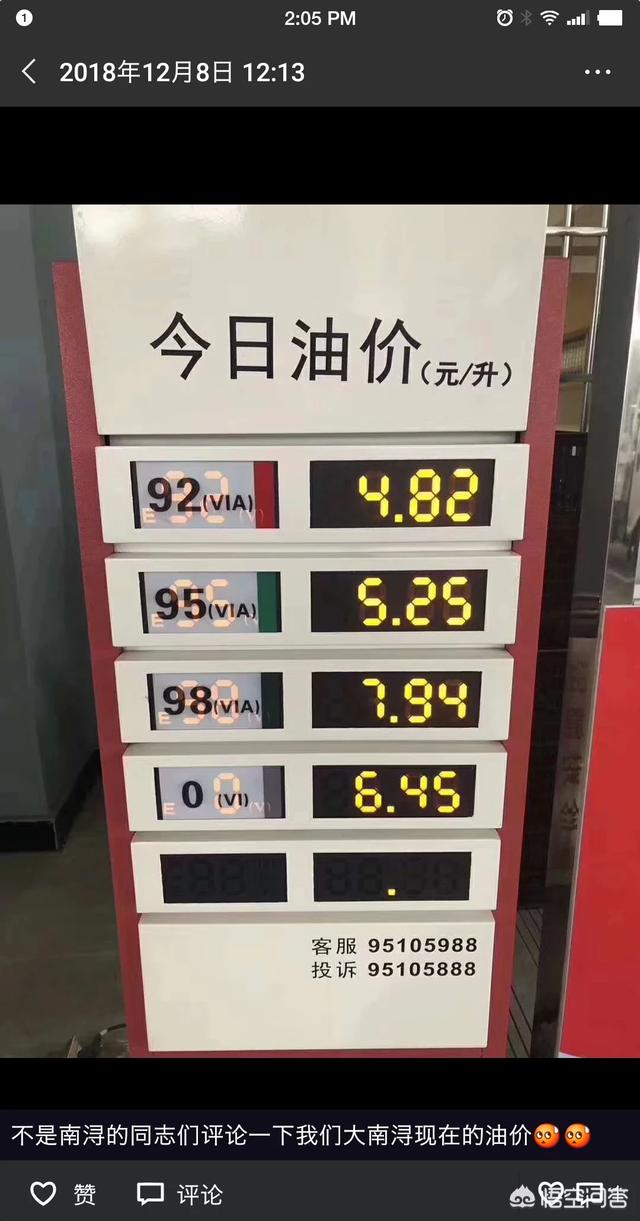 1
2:05 PM
2018年12月8日 12:13
今日油价(元/升)
92(VIA) 4.82
95(VIA) 5.25
98(VIA) 7.94
0(VI) 6.45
客服 95105988
投诉 95105888
不是南浔的同志们评论一下我们大南浔现在的油价🥺🥺
赞
评论
悟空问答